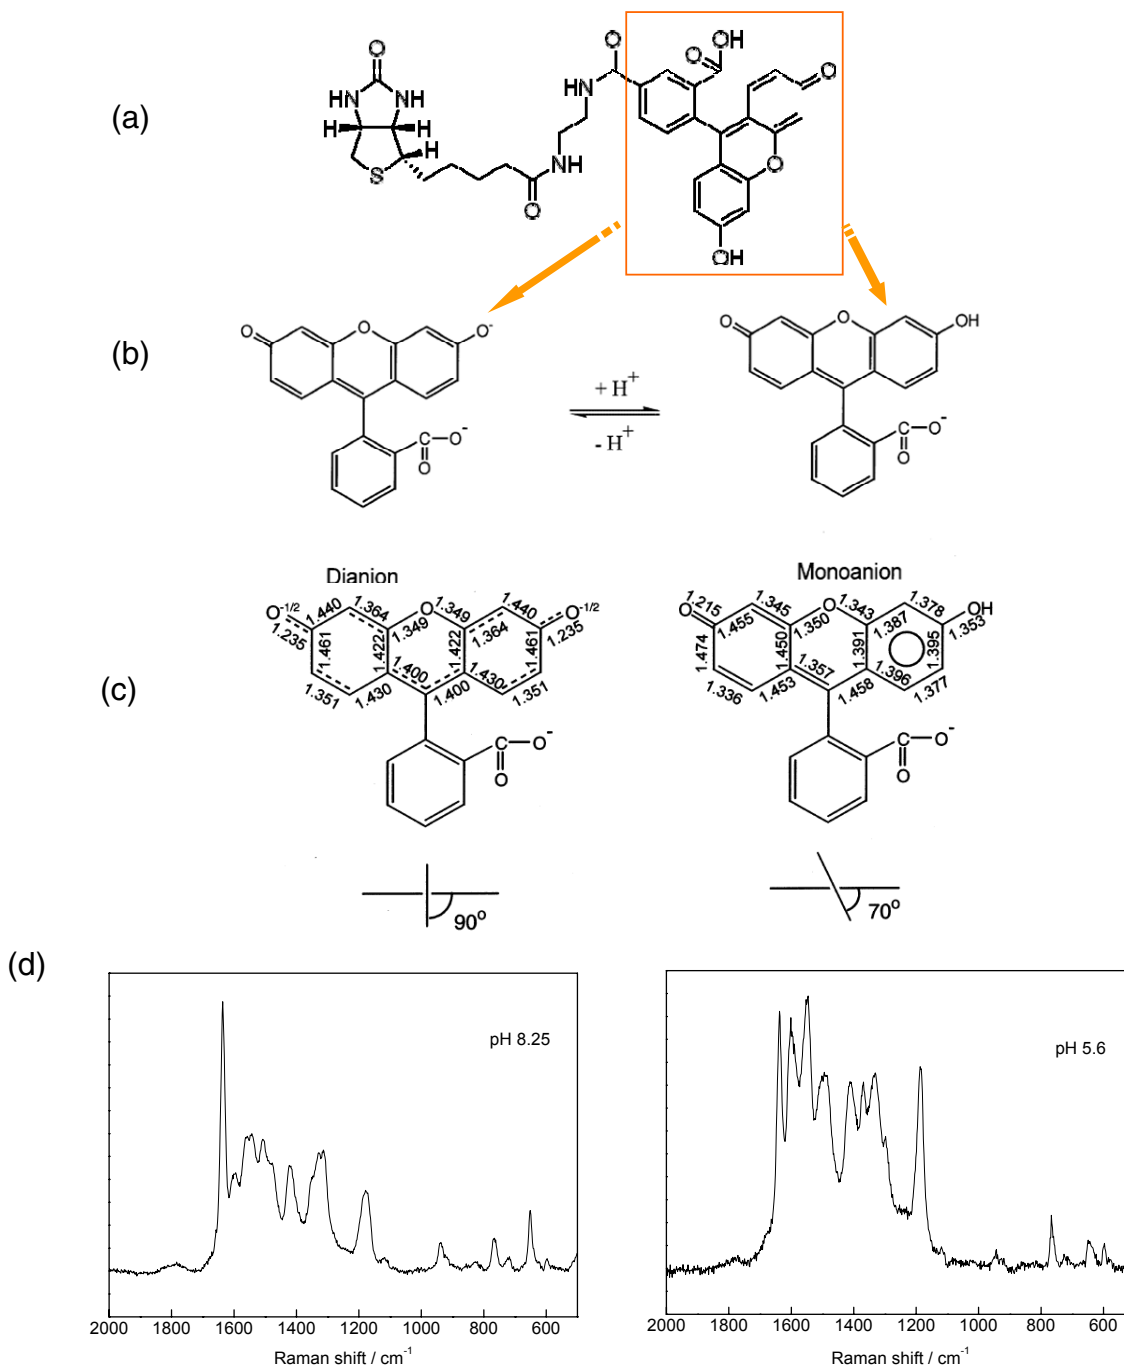 (a)
O
HN NH
H
H
H
S
O
NH
NH
O
O OH
O
O
OH
(b)
O O O⁻
C—O⁻
O
+ H⁺
- H⁺
O O OH
C—O⁻
O
(c)
Dianion
O⁻¹/² 1.440 1.364 O 1.349 1.440 O⁻¹/²
1.235 1.461 1.422 1.349 1.422 1.364 1.461 1.235
1.400 1.430
1.351 1.430 1.400 1.351
C—O⁻
O
90°
Monoanion
1.215 1.345 O 1.343 1.378 OH
O 1.455 1.350 1.387 1.353
1.474 1.450 1.391 1.395
1.357 1.396
1.336 1.453 1.458 1.377
C—O⁻
O
70°
(d)
pH 8.25
2000 1800 1600 1400 1200 1000 800 600
Raman shift / cm⁻¹
pH 5.6
2000 1800 1600 1400 1200 1000 800 600
Raman shift / cm⁻¹